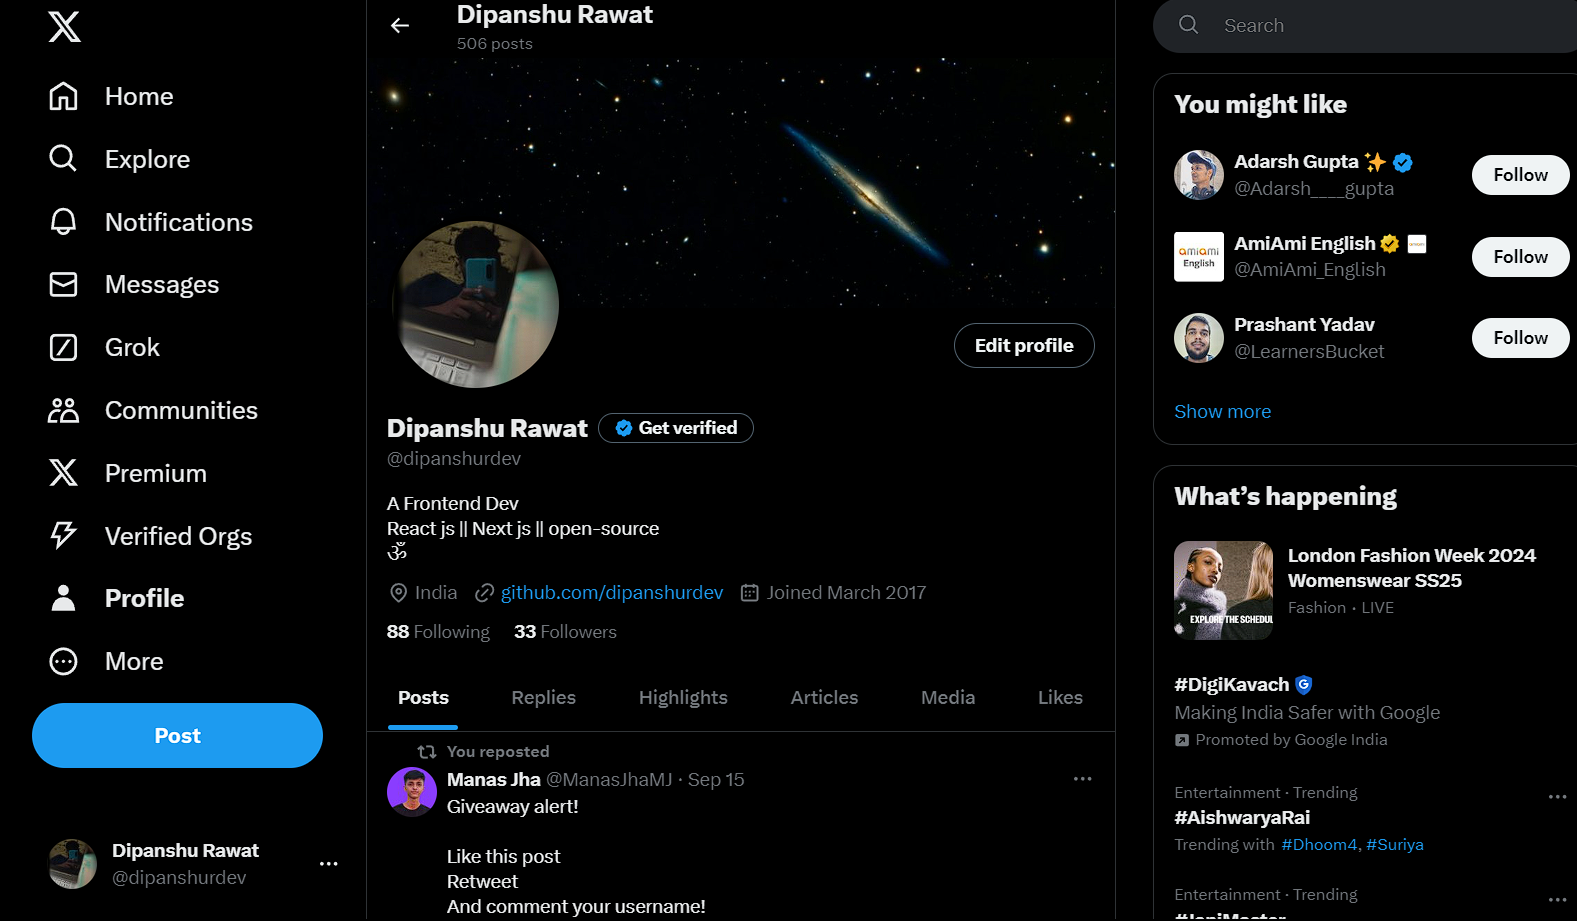 Home
Explore
Notifications
Messages
Grok
Communities
Premium
Verified Orgs
Profile
More
Post
Dipanshu Rawat
@dipanshurdev
Dipanshu Rawat
506 posts
Edit profile
Dipanshu Rawat Get verified
@dipanshurdev
A Frontend Dev
React js || Next js || open-source
ॐ
India github.com/dipanshurdev Joined March 2017
88 Following 33 Followers
Posts Replies Highlights Articles Media Likes
You reposted
Manas Jha @ManasJhaMJ · Sep 15
Giveaway alert!
Like this post
Retweet
And comment your username!
Search
You might like
Adarsh Gupta ✨
@Adarsh____gupta
Follow
amiami
English
AmiAmi English
@AmiAmi_English
Follow
Prashant Yadav
@LearnersBucket
Follow
Show more
What’s happening
EXPLORE THE SCHEDUL
London Fashion Week 2024
Womenswear SS25
Fashion · LIVE
#DigiKavach
Making India Safer with Google
Promoted by Google India
Entertainment · Trending
#AishwaryaRai
Trending with #Dhoom4, #Suriya
Entertainment · Trending